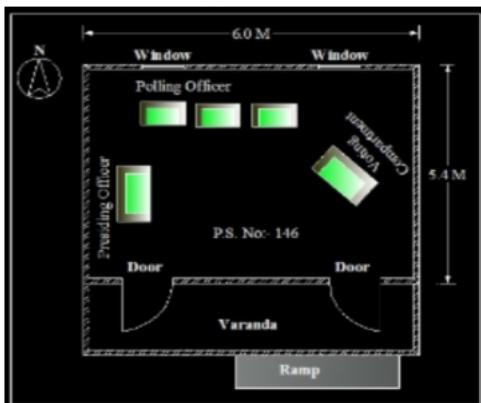 6.0 M
N
Window
Window
Polling Officer
Voting
Compartment
5.4 M
Presiding Officer
P.S. No:- 146
Door
Door
Varanda
Ramp